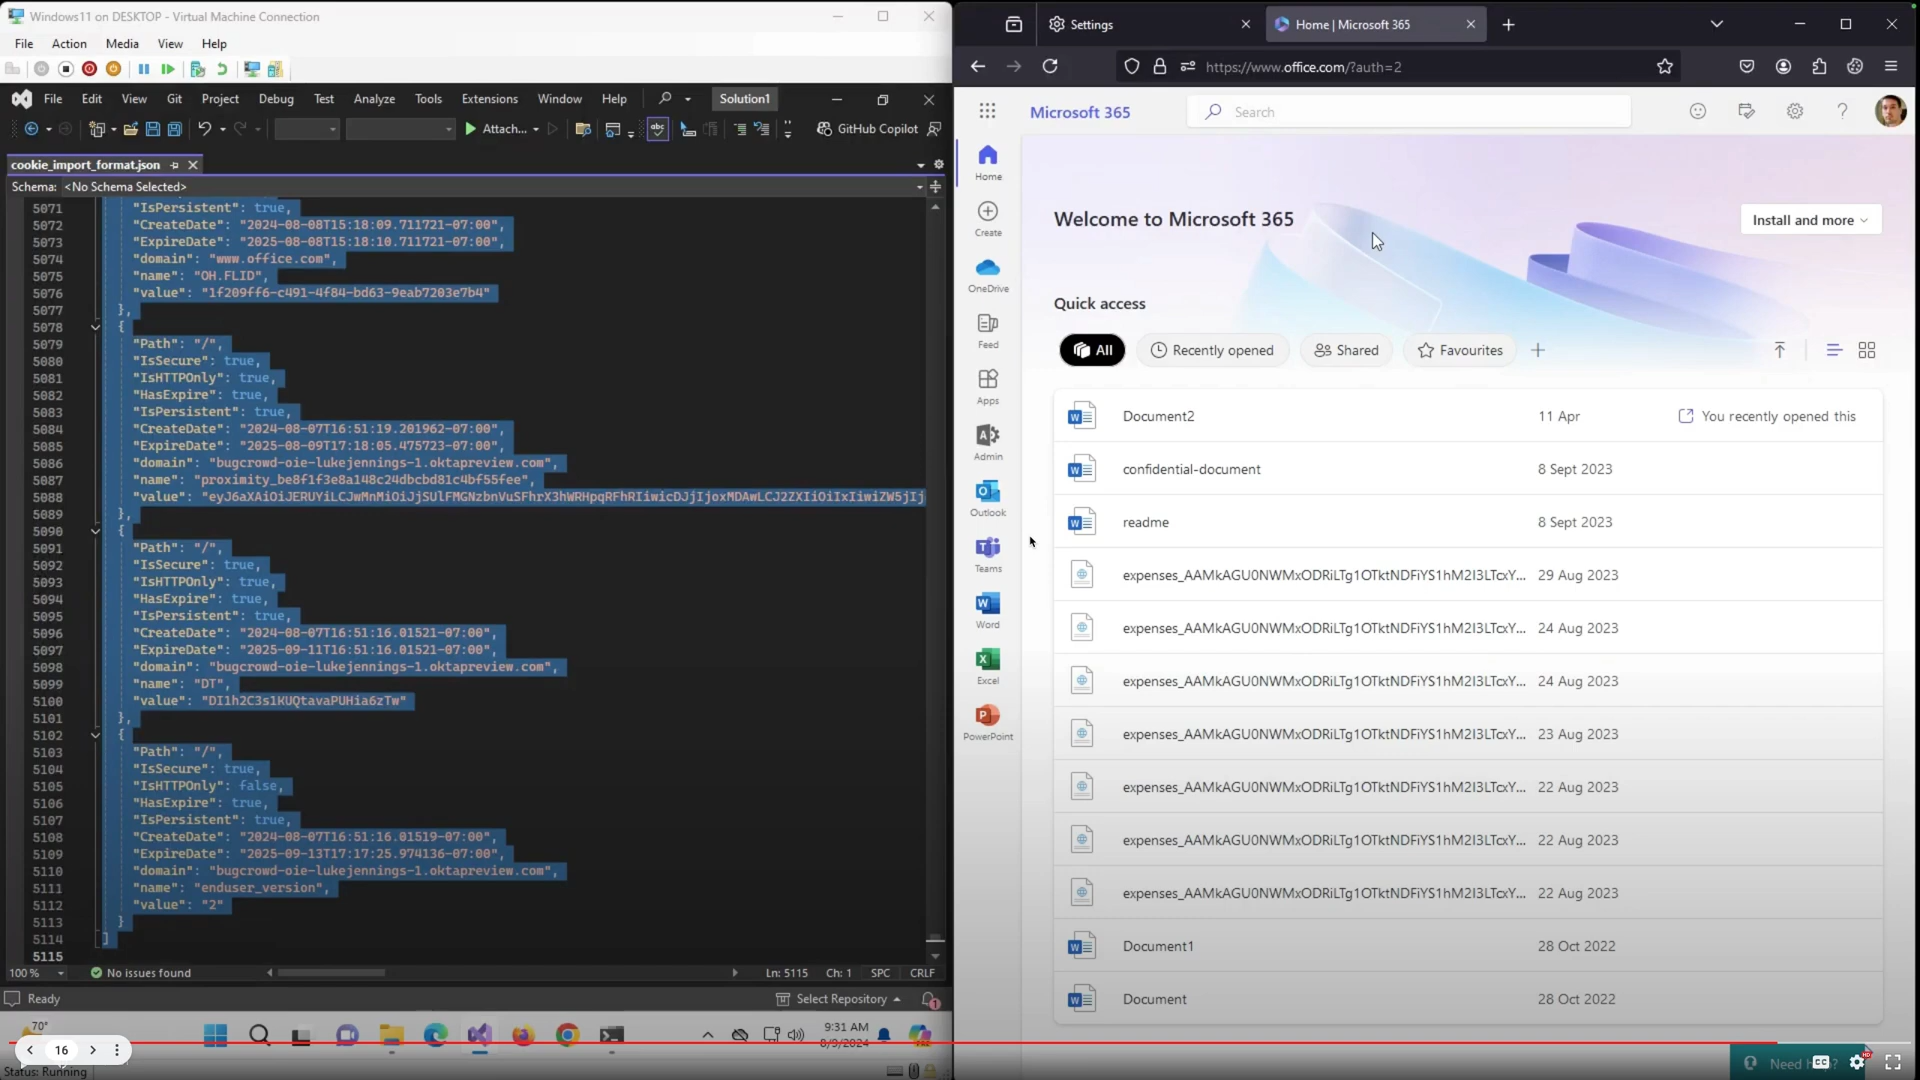 Windows11 on DESKTOP - Virtual Machine Connection
File Action Media View Help
File Edit View Git Project Debug Test Analyze Tools Extensions Window Help Solution1
Attach... GitHub Copilot
cookie_import_format.json
Schema: <No Schema Selected>
5071 "IsPersistent": true,
5072 "CreateDate": "2024-08-08T15:18:09.711721-07:00",
5073 "ExpireDate": "2025-08-08T15:18:10.711721-07:00",
5074 "domain": "www.office.com",
5075 "name": "OH.FLID",
5076 "value": "1f209ff6-c491-4f84-bd63-9eab7203e7b4"
5077 },
5078 {
5079 "Path": "/",
5080 "IsSecure": true,
5081 "IsHTTPOnly": true,
5082 "HasExpire": true,
5083 "IsPersistent": true,
5084 "CreateDate": "2024-08-07T16:51:19.201962-07:00",
5085 "ExpireDate": "2025-08-09T17:18:05.475723-07:00",
5086 "domain": "bugcrowd-oie-lukejennings-1.oktapreview.com",
5087 "name": "proximity_be8f1f3e8a148c24dbcbd81c4bf55fee",
5088 "value":
5089 },
5090 {
5091 "Path": "/",
5092 "IsSecure": true,
5093 "IsHTTPOnly": true,
5094 "HasExpire": true,
5095 "IsPersistent": true,
5096 "CreateDate": "2024-08-07T16:51:16.01521-07:00",
5097 "ExpireDate": "2025-09-11T16:51:16.01521-07:00",
5098 "domain": "bugcrowd-oie-lukejennings-1.oktapreview.com",
5099 "name": "DT",
5100 "value": "DI1h2C3s1KUQtavaPUHia6zTw"
5101 },
5102 {
5103 "Path": "/",
5104 "IsSecure": true,
5105 "IsHTTPOnly": false,
5106 "HasExpire": true,
5107 "IsPersistent": true,
5108 "CreateDate": "2024-08-07T16:51:16.01519-07:00",
5109 "ExpireDate": "2025-09-13T17:17:25.974136-07:00",
5110 "domain": "bugcrowd-oie-lukejennings-1.oktapreview.com",
5111 "name": "enduser_version",
5112 "value": "2"
5113 }
5114 ]
5115
100 % No issues found Ln: 5115 Ch: 1 SPC CRLF
Ready Select Repository 1
70°
9:31 AM
16
Status: Running
Settings Home | Microsoft 365
https://www.office.com/?auth=2
Microsoft 365 Search
Home
Create
OneDrive
Feed
Apps
Admin
Outlook
Teams
Word
Excel
PowerPoint
Welcome to Microsoft 365
Install and more
Quick access
All Recently opened Shared Favourites
Document2 11 Apr You recently opened this
confidential-document 8 Sept 2023
readme 8 Sept 2023
expenses_AAMkAGU0NWMxODRiLTg1OTktNDFiYS1hM2I3LTcxY... 29 Aug 2023
expenses_AAMkAGU0NWMxODRiLTg1OTktNDFiYS1hM2I3LTcxY... 24 Aug 2023
expenses_AAMkAGU0NWMxODRiLTg1OTktNDFiYS1hM2I3LTcxY... 24 Aug 2023
expenses_AAMkAGU0NWMxODRiLTg1OTktNDFiYS1hM2I3LTcxY... 23 Aug 2023
expenses_AAMkAGU0NWMxODRiLTg1OTktNDFiYS1hM2I3LTcxY... 22 Aug 2023
expenses_AAMkAGU0NWMxODRiLTg1OTktNDFiYS1hM2I3LTcxY... 22 Aug 2023
expenses_AAMkAGU0NWMxODRiLTg1OTktNDFiYS1hM2I3LTcxY... 22 Aug 2023
Document1 28 Oct 2022
Document 28 Oct 2022
Need CC HD